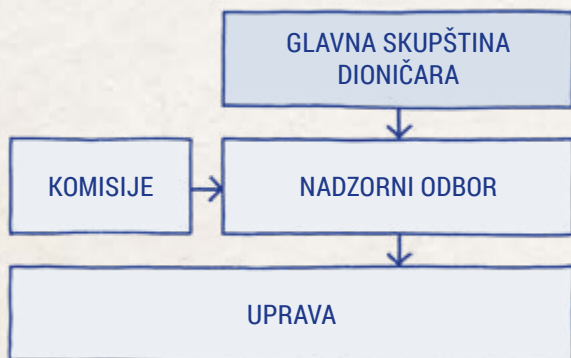 GLAVNA SKUPŠTINA
DIONIČARA
KOMISIJE
NADZORNI ODBOR
UPRAVA